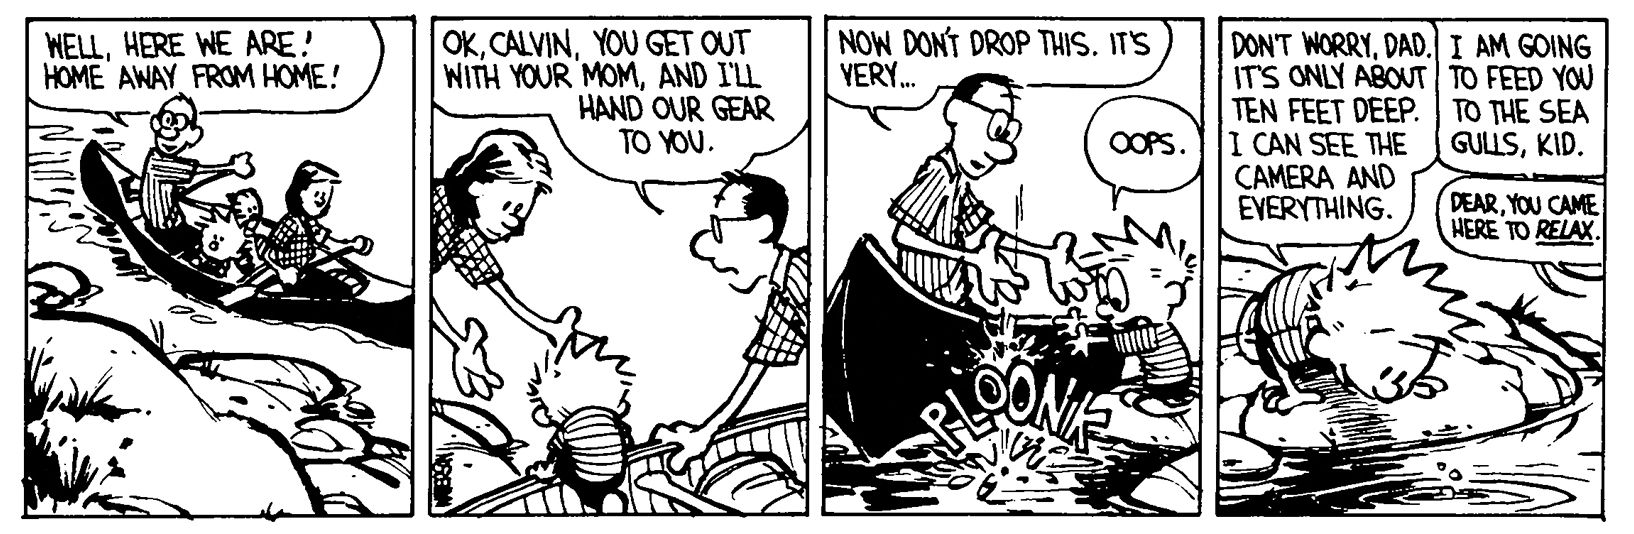 WELL, HERE WE ARE!
HOME AWAY FROM HOME!
OK, CALVIN, YOU GET OUT
WITH YOUR MOM, AND I'LL
HAND OUR GEAR
TO YOU.
NOW DON'T DROP THIS. IT'S
VERY...
OOPS.
PLOONK
DON'T WORRY, DAD.
IT'S ONLY ABOUT
TEN FEET DEEP.
I CAN SEE THE
CAMERA AND
EVERYTHING.
I AM GOING
TO FEED YOU
TO THE SEA
GULLS, KID.
DEAR, YOU CAME
HERE TO RELAX.